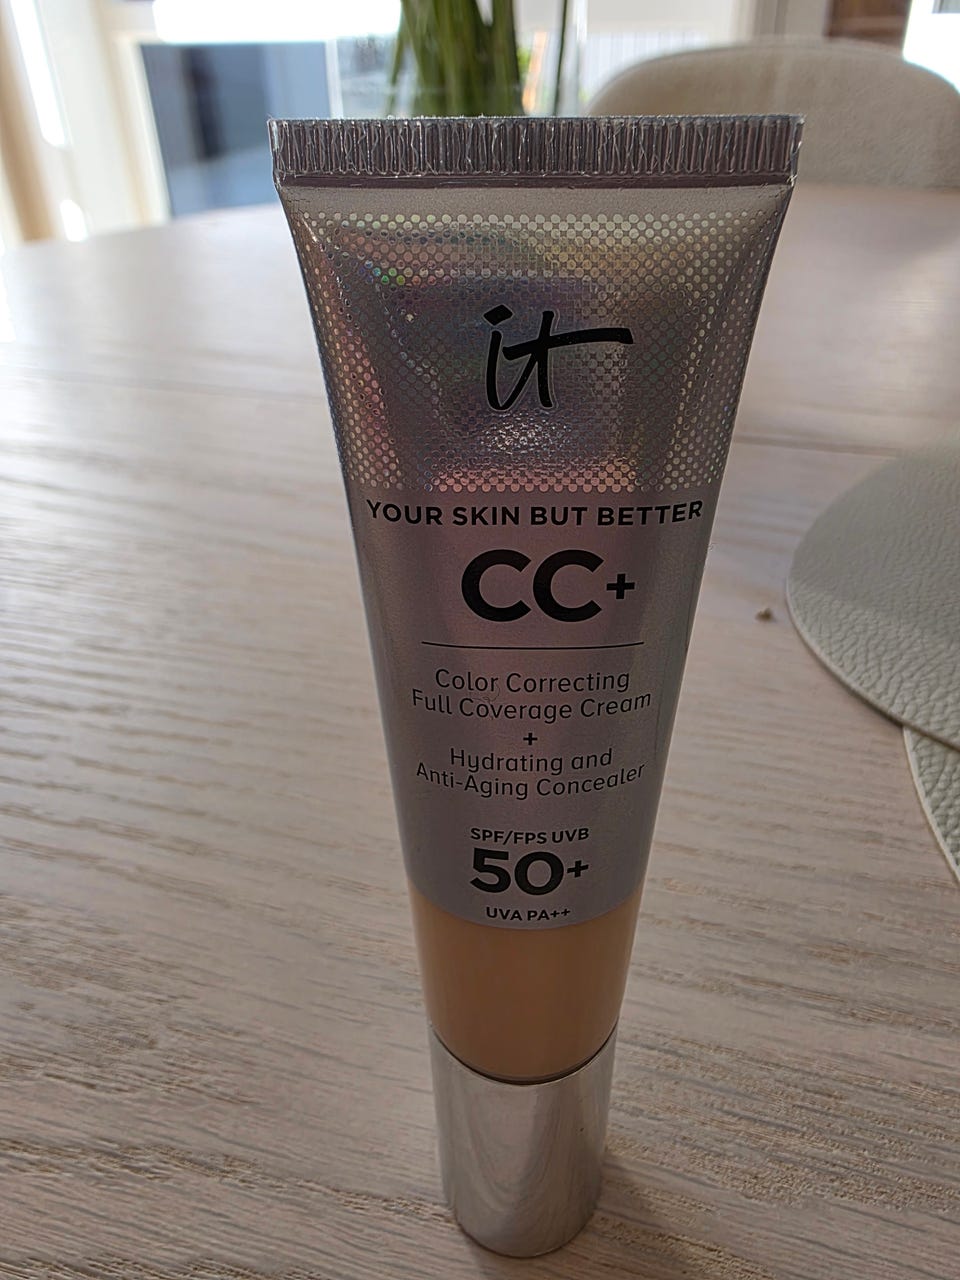 it
YOUR SKIN BUT BETTER
CC+
Color Correcting
Full Coverage Cream
+
Hydrating and
Anti-Aging Concealer
SPF/FPS UVB
50+
UVA PA++